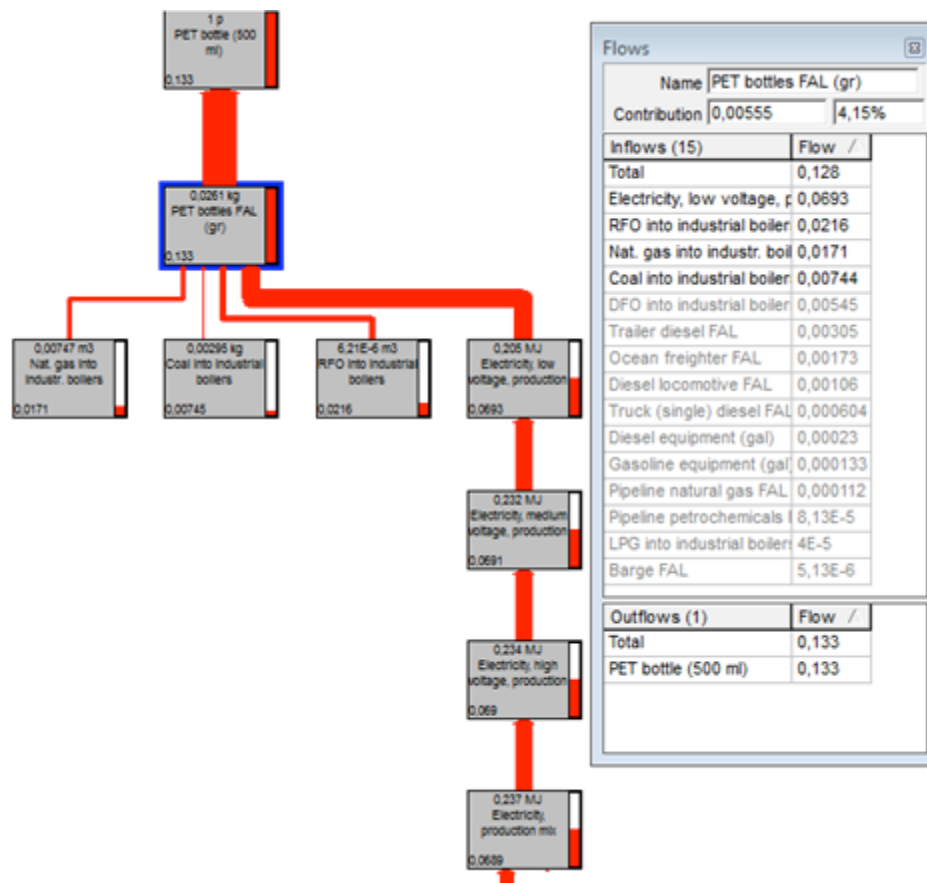 1 p
PET bottle (500
ml)
0,133
0,0261 kg
PET bottles FAL
(gr)
0,133
0,00747 m3
Nat. gas into
industr. boilers
0,0171
0,00295 kg
Coal into industrial
boilers
0,00745
6,21E-6 m3
RFO into industrial
boilers
0,0216
0,205 MJ
Electricity, low
voltage, production
0,0693
0,232 MJ
Electricity, medium
voltage, production
0,0691
0,234 MJ
Electricity, high
voltage, production
0,069
0,237 MJ
Electricity,
production mix
0,0689
Flows
Name PET bottles FAL (gr)
Contribution 0,00555 4,15%
Inflows (15) Flow
Total 0,128
Electricity, low voltage, p 0,0693
RFO into industrial boiler 0,0216
Nat. gas into industr. boil 0,0171
Coal into industrial boiler 0,00744
DFO into industrial boiler 0,00545
Trailer diesel FAL 0,00305
Ocean freighter FAL 0,00173
Diesel locomotive FAL 0,00106
Truck (single) diesel FAL 0,000604
Diesel equipment (gal) 0,00023
Gasoline equipment (gal) 0,000133
Pipeline natural gas FAL 0,000112
Pipeline petrochemicals 8,13E-5
LPG into industrial boiler 4E-5
Barge FAL 5,13E-6
Outflows (1) Flow
Total 0,133
PET bottle (500 ml) 0,133